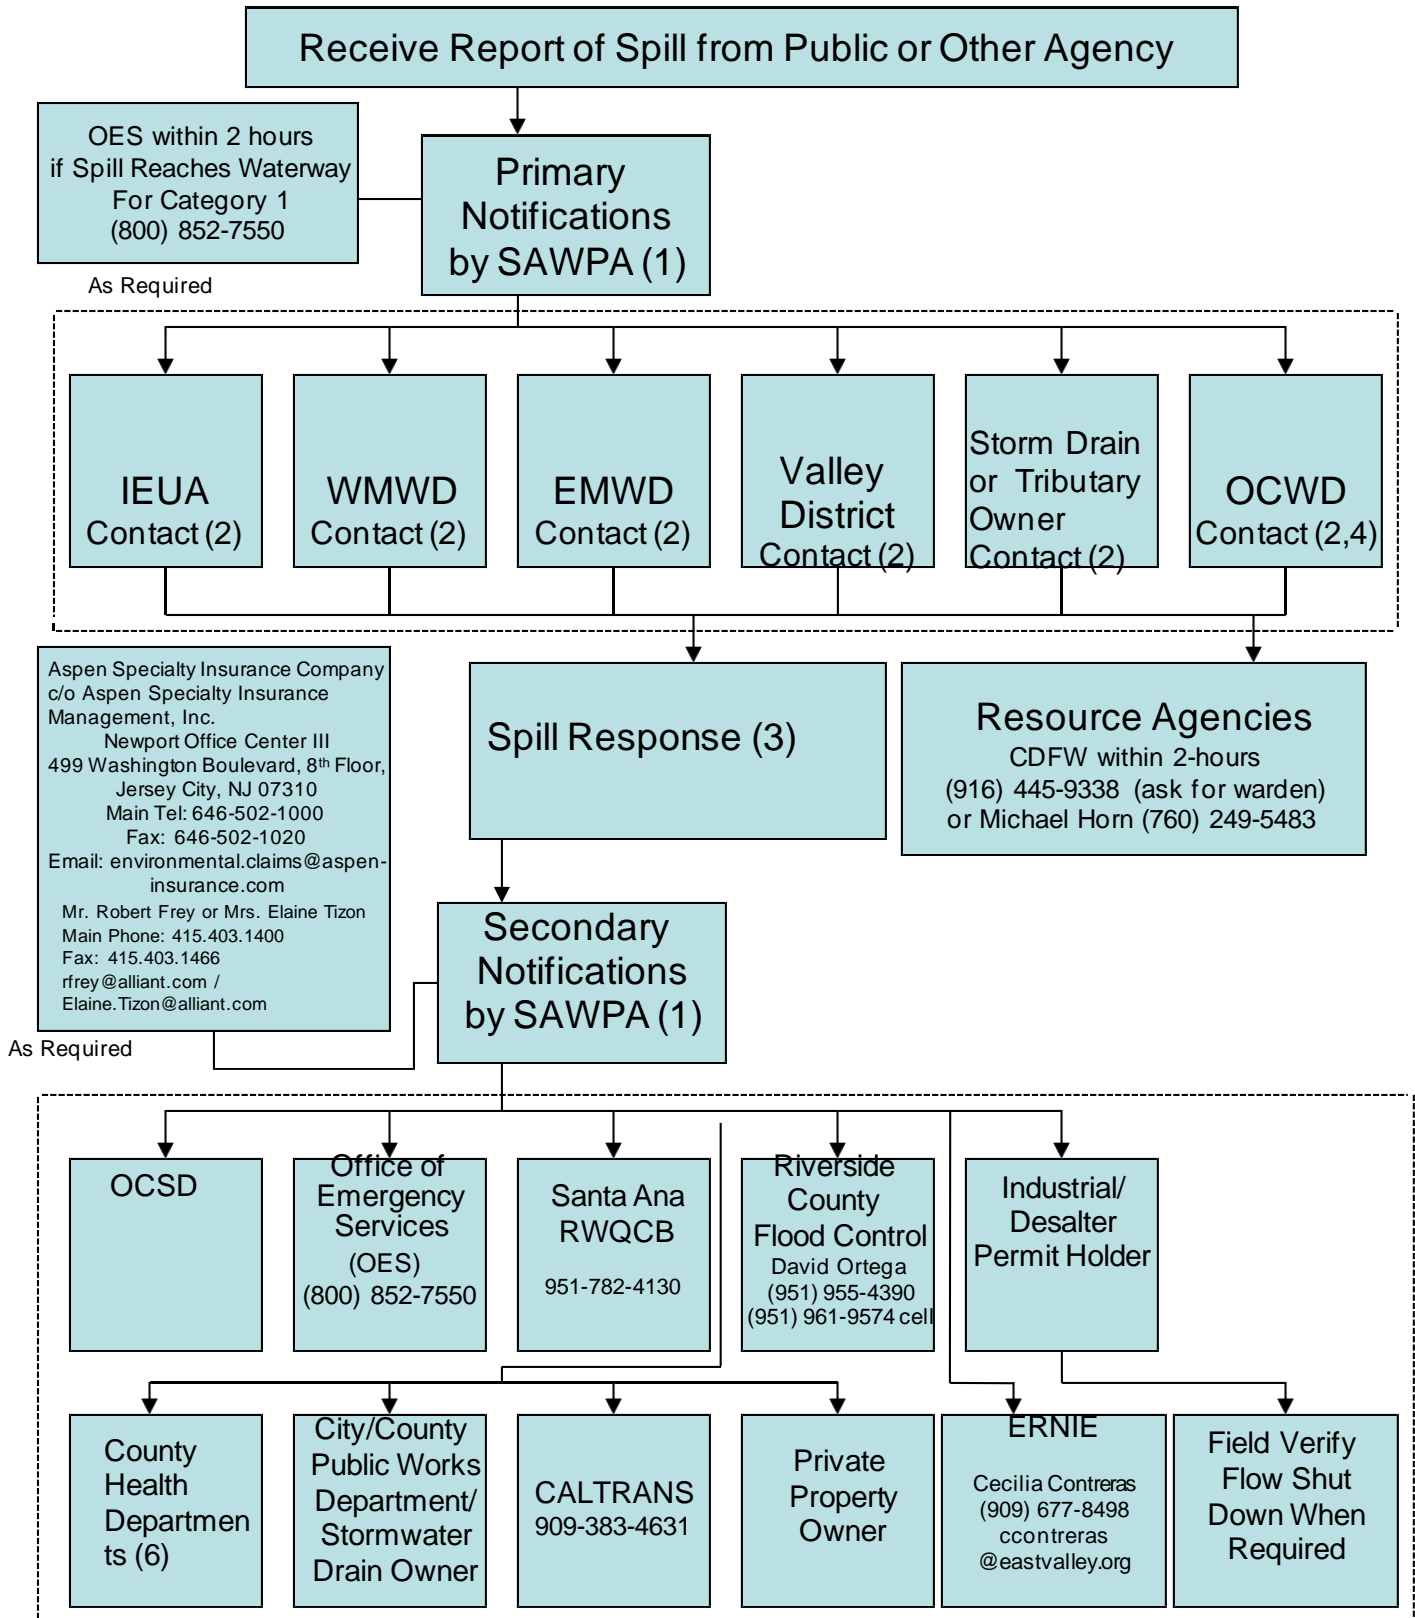 Receive Report of Spill from Public or Other Agency
OES within 2 hours
if Spill Reaches Waterway
For Category 1
(800) 852-7550
Primary
Notifications
by SAWPA (1)
As Required
IEUA
Contact (2)
WMWD
Contact (2)
EMWD
Contact (2)
Valley
District
Contact (2)
Storm Drain
or Tributary
Owner
Contact (2)
OCWD
Contact (2,4)
Aspen Specialty Insurance Company
c/o Aspen Specialty Insurance
Management, Inc.
Newport Office Center III
499 Washington Boulevard, 8th Floor,
Jersey City, NJ 07310
Main Tel: 646-502-1000
Fax: 646-502-1020
Email: environmental.claims@aspen-
insurance.com
Mr. Robert Frey or Mrs. Elaine Tizon
Main Phone: 415.403.1400
Fax: 415.403.1466
rfrey@alliant.com /
Elaine.Tizon@alliant.com
As Required
Spill Response (3)
Resource Agencies
CDFW within 2-hours
(916) 445-9338 (ask for warden)
or Michael Horn (760) 249-5483
Secondary
Notifications
by SAWPA (1)
OCSD
Office of
Emergency
Services
(OES)
(800) 852-7550
Santa Ana
RWQCB
951-782-4130
Riverside
County
Flood Control
David Ortega
(951) 955-4390
(951) 961-9574 cell
Industrial/
Desalter
Permit Holder
County
Health
Departmen
ts (6)
City/County
Public Works
Department/
Stormwater
Drain Owner
CALTRANS
909-383-4631
Private
Property
Owner
ERNIE
Cecilia Contreras
(909) 677-8498
ccontreras
@eastvalley.org
Field Verify
Flow Shut
Down When
Required